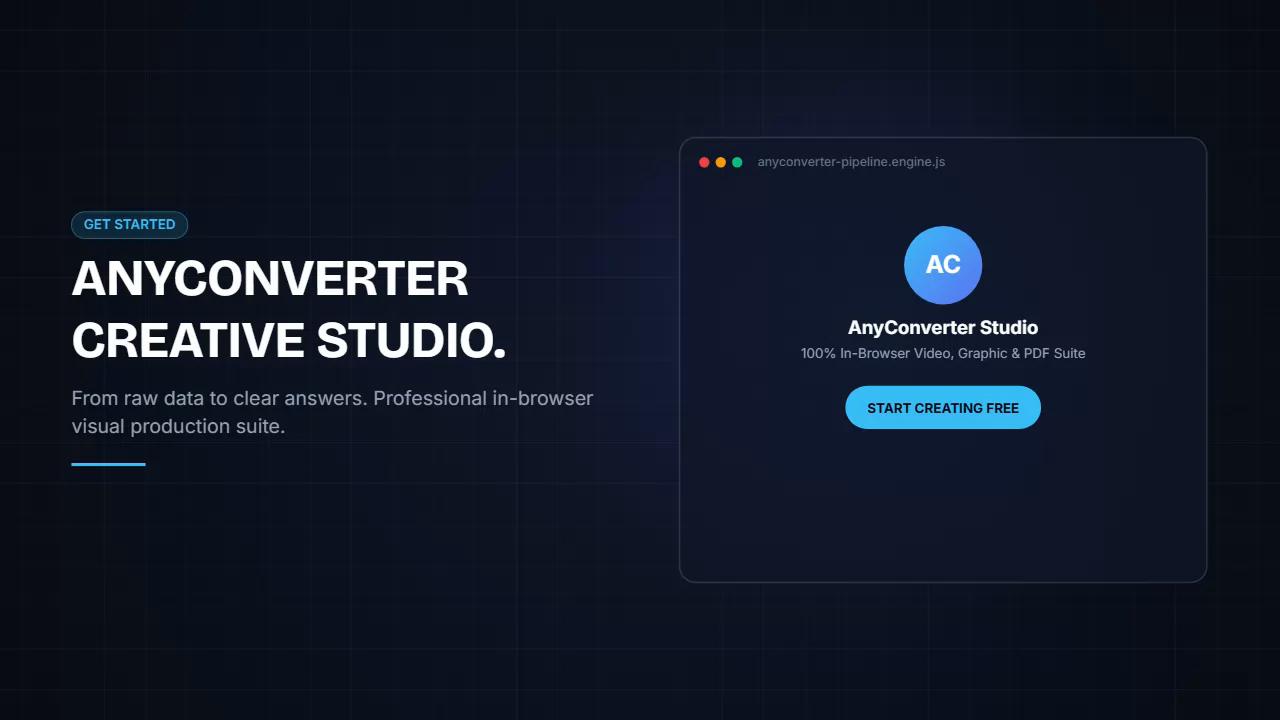 GET STARTED
ANYCONVERTER
CREATIVE STUDIO.
From raw data to clear answers. Professional in-browser
visual production suite.
anyconverter-pipeline.engine.js
AC
AnyConverter Studio
100% In-Browser Video, Graphic & PDF Suite
START CREATING FREE